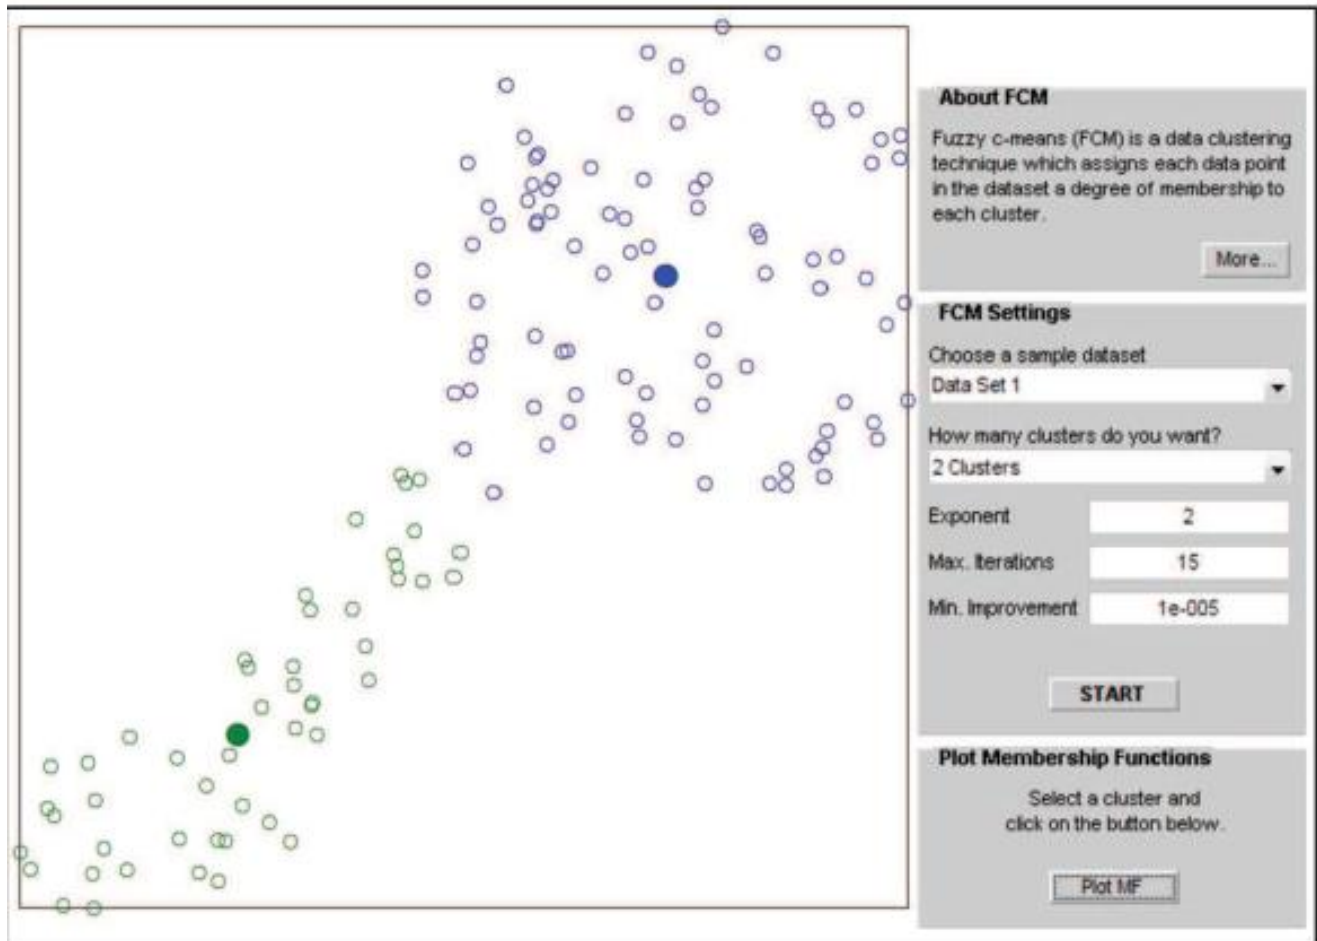 About FCM
Fuzzy c-means (FCM) is a data clustering
technique which assigns each data point
in the dataset a degree of membership to
each cluster.
More...
FCM Settings
Choose a sample dataset
Data Set 1
How many clusters do you want?
2 Clusters
Exponent 2
Max. Iterations 15
Min. Improvement 1e-005
START
Plot Membership Functions
Select a cluster and
click on the button below.
Plot MF